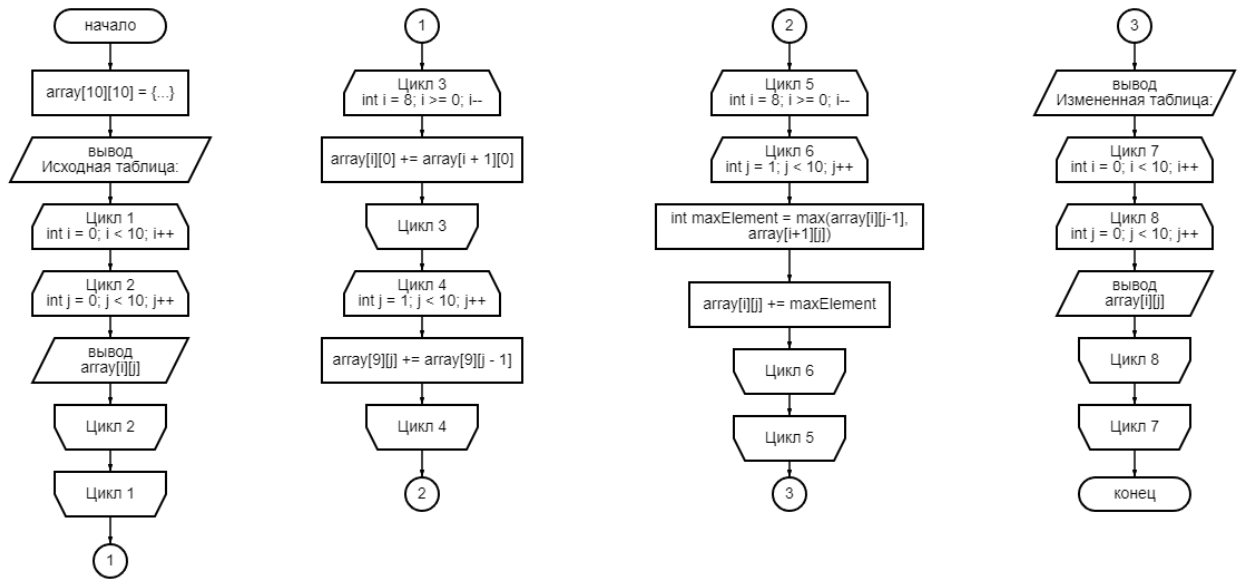 начало
array[10][10] = {...}
вывод
Исходная таблица:
Цикл 1
int i = 0; i < 10; i++
Цикл 2
int j = 0; j < 10; j++
вывод
array[i][j]
Цикл 2
Цикл 1
1
1
Цикл 3
int i = 8; i >= 0; i--
array[i][0] += array[i + 1][0]
Цикл 3
Цикл 4
int j = 1; j < 10; j++
array[9][j] += array[9][j - 1]
Цикл 4
2
2
Цикл 5
int i = 8; i >= 0; i--
Цикл 6
int j = 1; j < 10; j++
int maxElement = max(array[i][j-1],
array[i+1][j])
array[i][j] += maxElement
Цикл 6
Цикл 5
3
3
вывод
Измененная таблица:
Цикл 7
int i = 0; i < 10; i++
Цикл 8
int j = 0; j < 10; j++
вывод
array[i][j]
Цикл 8
Цикл 7
конец